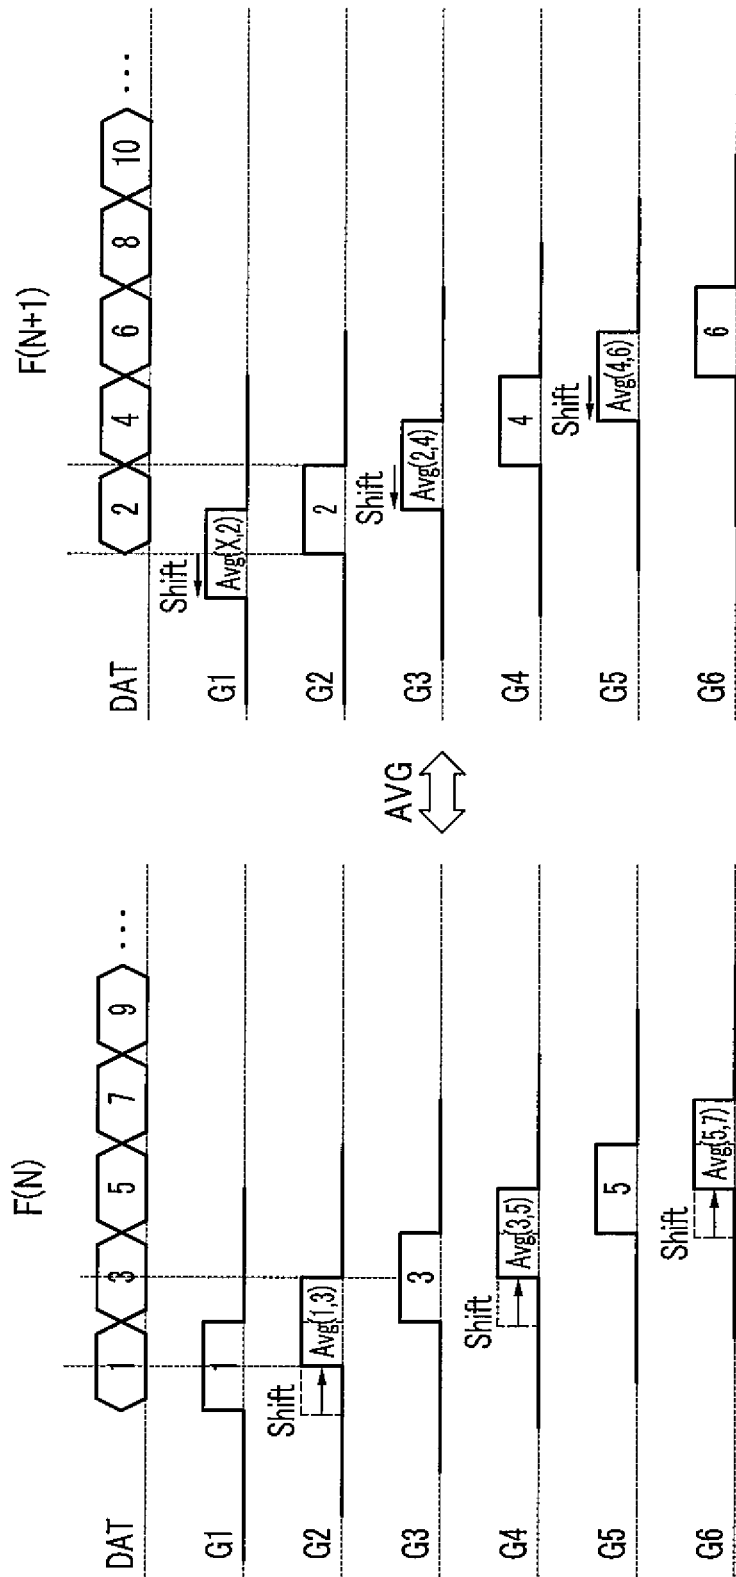 F(N)
DAT 1 3 5 7 9 ...
G1 1
G2 Shift Avg(1,3)
G3 3
G4 Shift Avg(3,5)
G5 5
G6 Shift Avg(5,7)
AVG
F(N+1)
DAT 2 4 6 8 10 ...
G1 Shift Avg(X,2)
G2 2
G3 Shift Avg(2,4)
G4 4
G5 Shift Avg(4,6)
G6 6